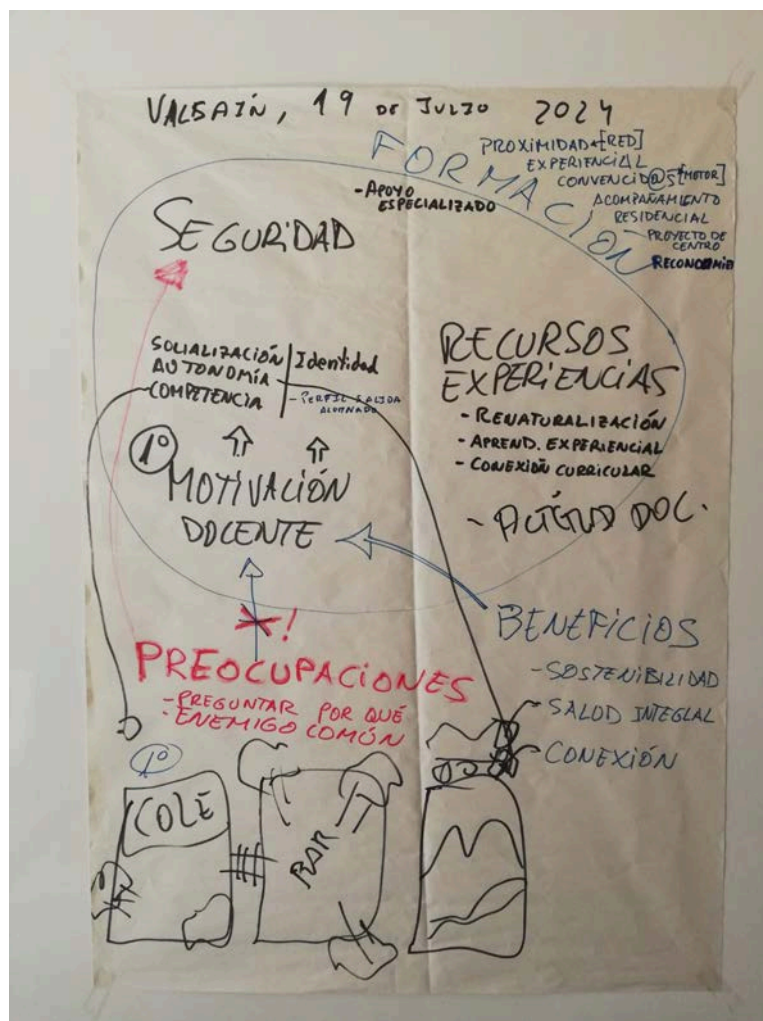 VALSAÍN, 19 DE JULIO 2024
FORMACIÓN
PROXIMIDAD+[RED]
EXPERIENCIAL
CONVENCID@S*[MOTOR]
ACOMPAÑAMIENTO
RESIDENCIAL
PROYECTO DE
CENTRO
- APOYO
ESPECIALIZADO
SEGURIDAD
SOCIALIZACIÓN
AUTONOMÍA
COMPETENCIA
Identidad
- PERFIL SALIDA
ALUMNADO
1º
MOTIVACIÓN
DOCENTE
RECURSOS
EXPERIENCIAS
- RENATURALIZACIÓN
- APREND. EXPERIENCIAL
- CONEXIÓN CURRICULAR
- ACTITUD DOC.
BENEFICIOS
- SOSTENIBILIDAD
- SALUD INTEGRAL
- CONEXIÓN
!
PREOCUPACIONES
- PREGUNTAR POR QUÉ
- ENEMIGO COMÚN
1º
COLE
BAR